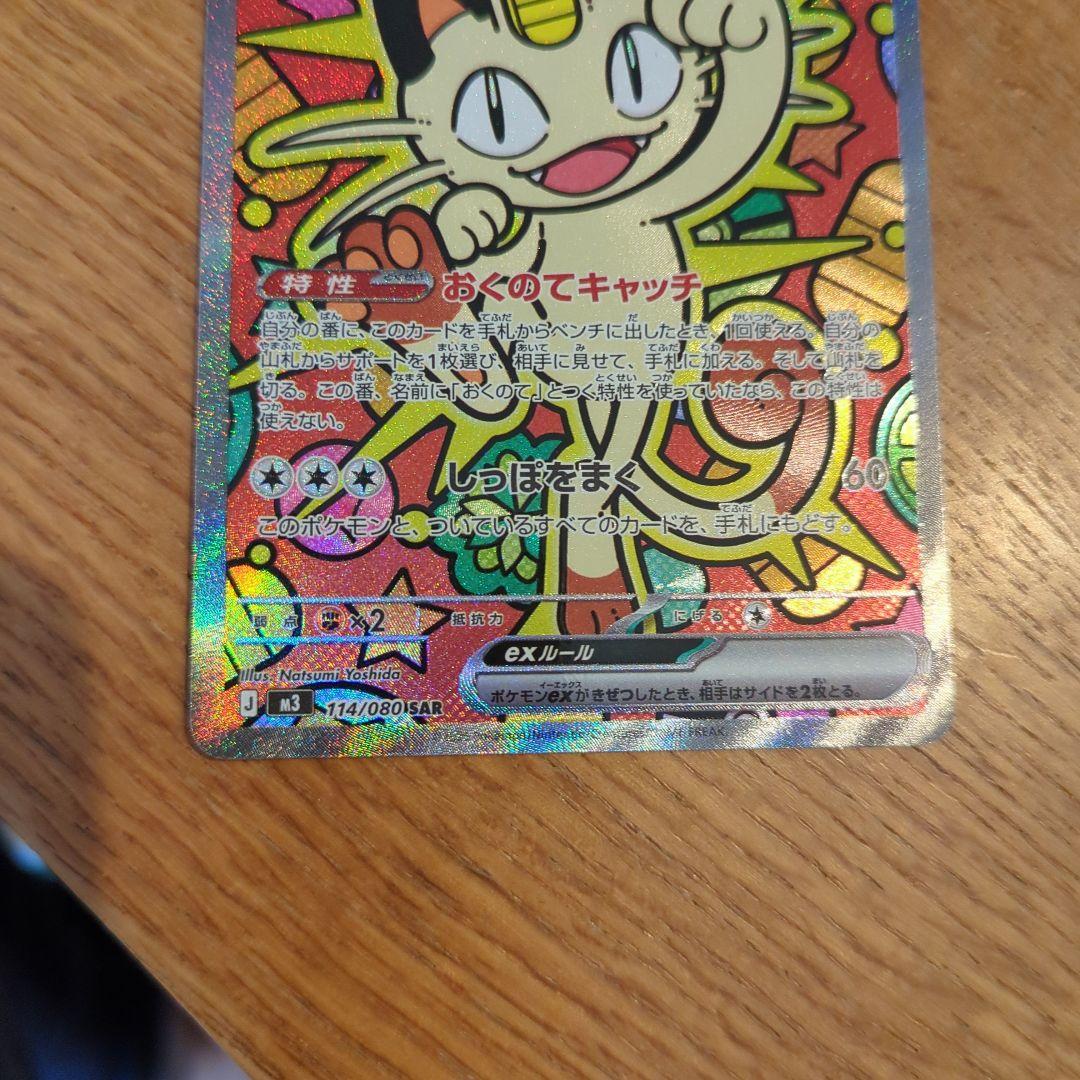 特性 おくのてキャッチ
自分の番に、このカードを手札からベンチに出したとき、1回使える。自分の
山札からサポートを1枚選び、相手に見せて、手札に加える。そして山札を
切る。この番、名前に「おくのて」とつく特性を使っていたなら、この特性は
使えない。
しっぽをまく 60
このポケモンと、ついているすべてのカードを、手札にもどす。
弱点 ×2 抵抗力 にげる
exルール
ポケモンexがきぜつしたとき、相手はサイドを2枚とる。
Illus. Natsumi Yoshida
J M3 114/080 SAR